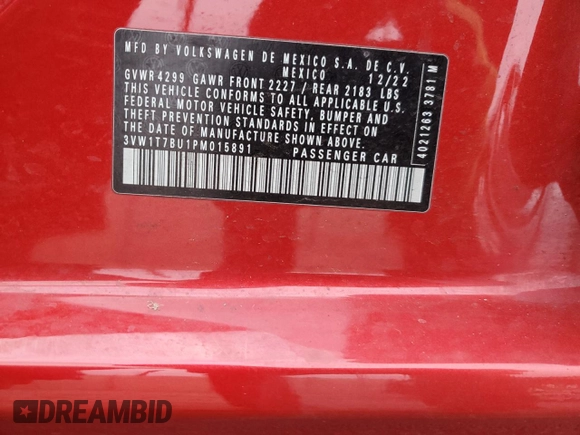 MFD BY VOLKSWAGEN DE MEXICO S.A. DE C.V.
MEXICO 12/22
GVWR 4299 GAWR FRONT 2227 / REAR 2183 LBS
THIS VEHICLE CONFORMS TO ALL APPLICABLE U.S.
FEDERAL MOTOR VEHICLE SAFETY, BUMPER AND
THEFT PREVENTION STANDARDS IN EFFECT ON
THE DATE OF MANUFACTURE SHOWN ABOVE.
3VW1T7BU1PM015891 PASSENGER CAR
4021263 3781 M
DREAMBID